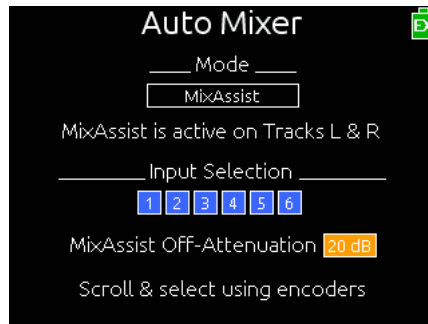 Auto Mixer
Mode
MixAssist
MixAssist is active on Tracks L & R
Input Selection
1 2 3 4 5 6
MixAssist Off-Attenuation 20 dB
Scroll & select using encoders